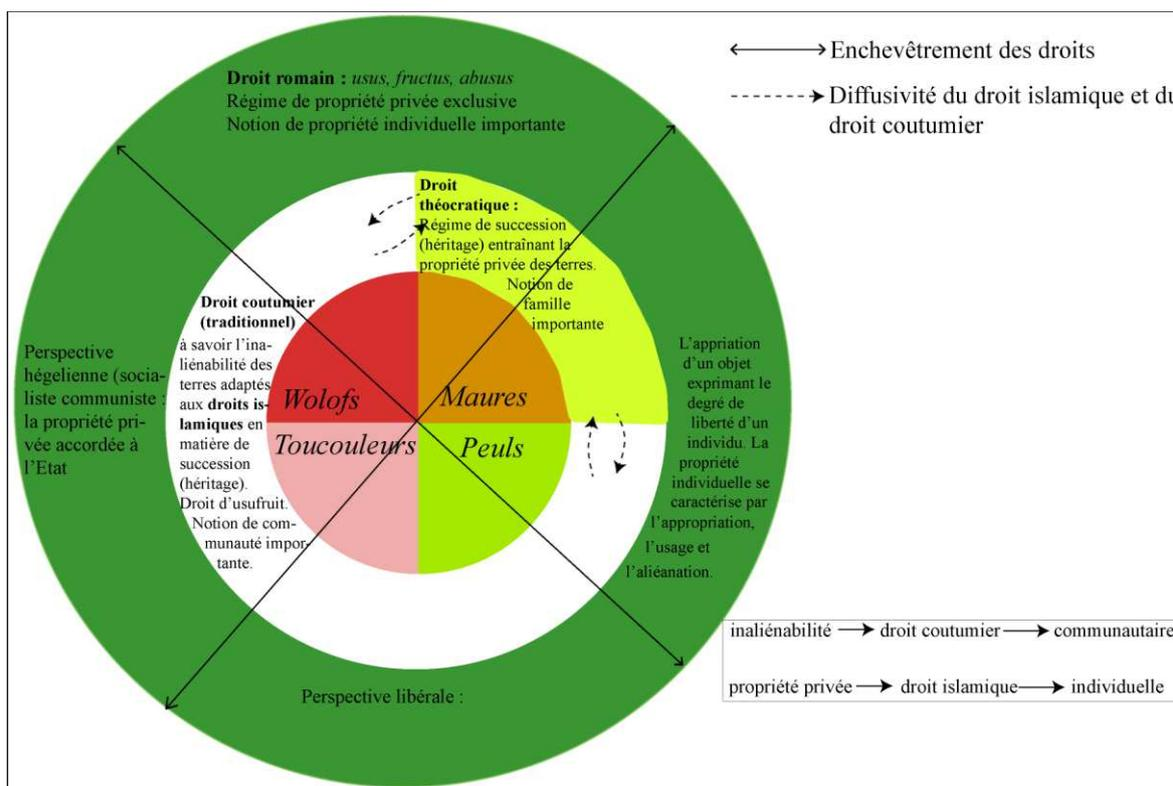 Droit romain : usus, fructus, abusus
Régime de propriété privée exclusive
Notion de propriété individuelle importante
Enchevêtrement des droits
Diffusivité du droit islamique et du
droit coutumier
Droit
théocratique :
Régime de succession
(héritage) entraînant la
propriété privée des terres.
Notion de
famille
importante
Droit coutumier
(traditionnel)
à savoir l’ina-
liénabilité des
terres adaptés
aux droits is-
lamiques en
matière de
succession
(héritage).
Droit d’usufruit.
Notion de com-
munauté impor-
tante.
Perspective
hégelienne (socia-
liste communiste :
la propriété pri-
vée accordée à
l’Etat
Wolofs
Maures
Toucouleurs
Peuls
L’appriation
d’un objet
exprimant le
degré de
liberté d’un
individu. La
propriété
individuelle se
caractérise par
l’appropriation,
l’usage et
l’aliéanation.
Perspective libérale :
inaliénabilité droit coutumier communautaire
propriété privée droit islamique individuelle